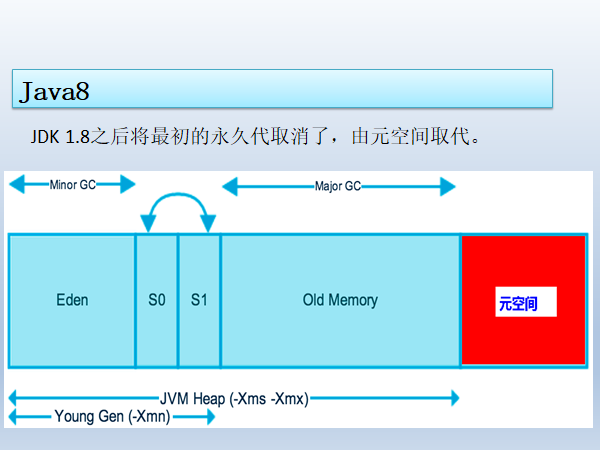 Java8
JDK 1.8之后将最初的永久代取消了，由元空间取代。
Minor GC
Major GC
Eden
S0
S1
Old Memory
元空间
JVM Heap (-Xms -Xmx)
Young Gen (-Xmn)